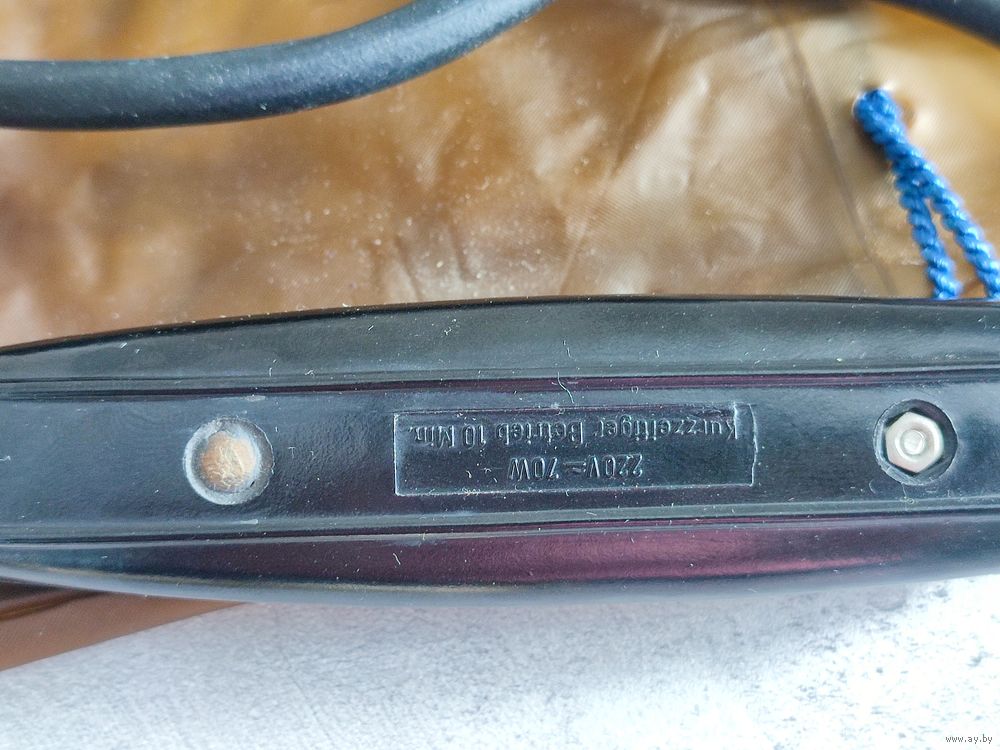 220V≂ 70W
Kurzzeitiger Betrieb 10 Min.
www.ay.by